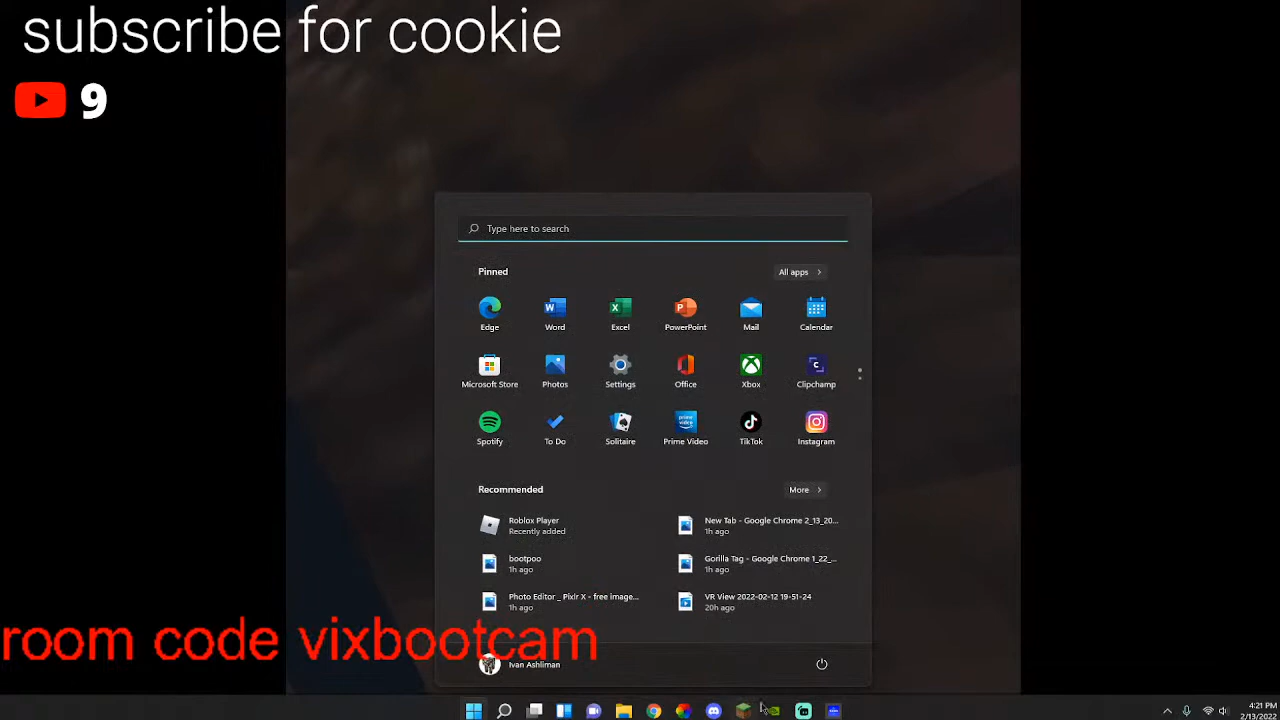 subscribe for cookie
9
Type here to search
Pinned
All apps
Edge
Word
Excel
PowerPoint
Mail
Calendar
Microsoft Store
Photos
Settings
Office
Xbox
Clipchamp
Spotify
To Do
Solitaire
Prime Video
TikTok
Instagram
Recommended
More
Roblox Player
Recently added
New Tab - Google Chrome 2_13_20...
1h ago
bootpoo
1h ago
Gorilla Tag - Google Chrome 1_22_...
1h ago
Photo Editor _ Pixlr X - free image...
1h ago
VR View 2022-02-12 19-51-24
20h ago
room code vixbootcam
Ivan Ashliman
4:21 PM